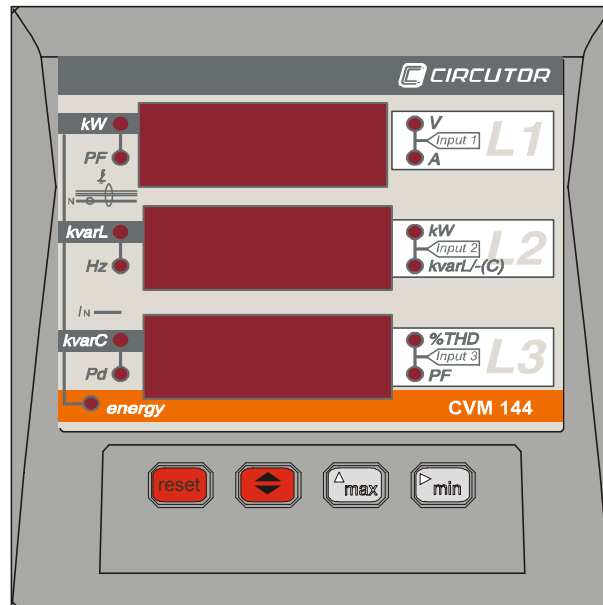 CIRCUTOR
kW
PF
N
kvarL
Hz
IN
kvarC
Pd
energy
V
Input 1
A
L1
kW
Input 2
kvarL/-(C)
L2
%THD
Input 3
PF
L3
CVM 144
reset
max
min